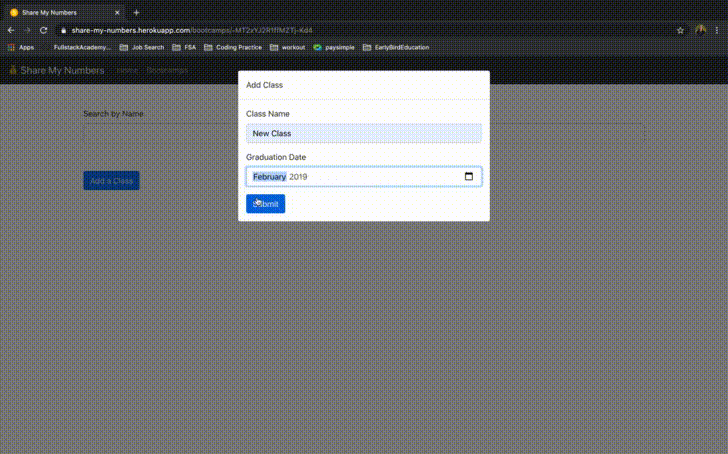 Share My Numbers
share-my-numbers.herokuapp.com/bootcamps/-MT2xYJ2R1fIMZTj-Kd4
Apps FullstackAcademy... Job Search FSA Coding Practice workout paysimple EarlyBirdEducation
Share My Numbers Home Bootcamps
Add Class
Search by Name
Class Name
New Class
Graduation Date
February 2019
Add a Class
Submit